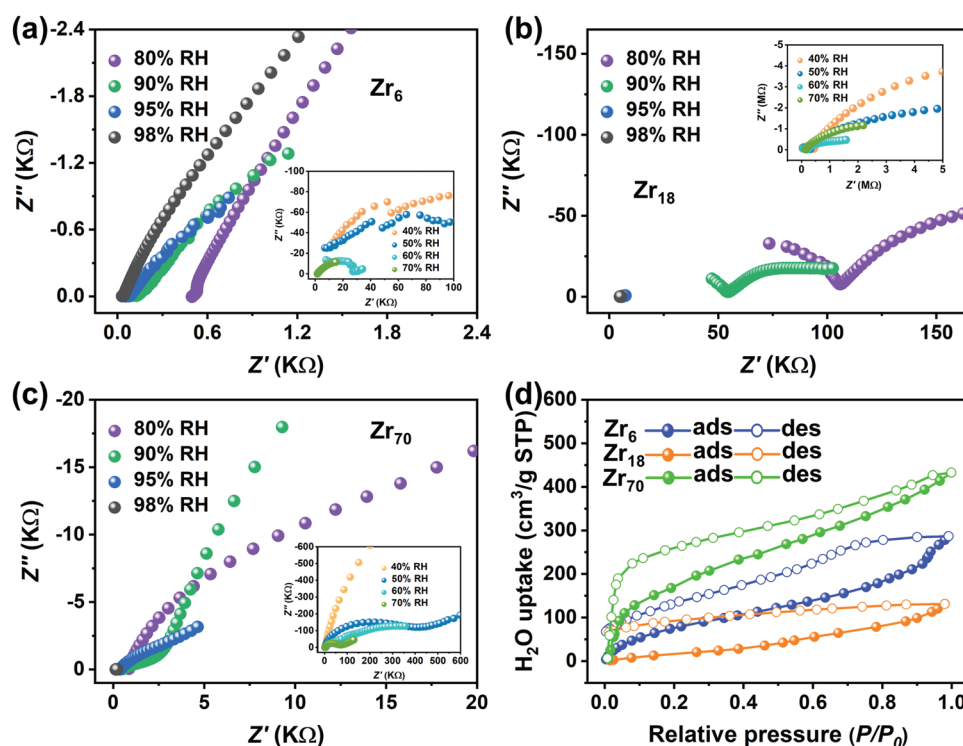 (a)
-2.4
-1.8
-1.2
-0.6
0.0
Z'' (KΩ)
80% RH
90% RH
95% RH
98% RH
Zr6
-100
-80
-60
-40
-20
0
Z'' (KΩ)
40% RH
50% RH
60% RH
70% RH
0 20 40 60 80 100
Z' (KΩ)
0.0 0.6 1.2 1.8 2.4
Z' (KΩ)
(b)
-150
-100
-50
0
Z'' (KΩ)
80% RH
90% RH
95% RH
98% RH
Zr18
-5
-4
-3
-2
-1
0
Z'' (MΩ)
40% RH
50% RH
60% RH
70% RH
0 1 2 3 4 5
Z' (MΩ)
0 50 100 150
Z' (KΩ)
(c)
-20
-15
-10
-5
0
Z'' (KΩ)
80% RH
90% RH
95% RH
98% RH
Zr70
-600
-500
-400
-300
-200
-100
0
Z'' (KΩ)
40% RH
50% RH
60% RH
70% RH
0 100 200 300 400 500 600
Z' (KΩ)
0 5 10 15 20
Z' (KΩ)
(d)
600
500
400
300
200
100
0
H2O uptake (cm3/g STP)
Zr6 ads des
Zr18 ads des
Zr70 ads des
0.0 0.2 0.4 0.6 0.8 1.0
Relative pressure (P/P0)